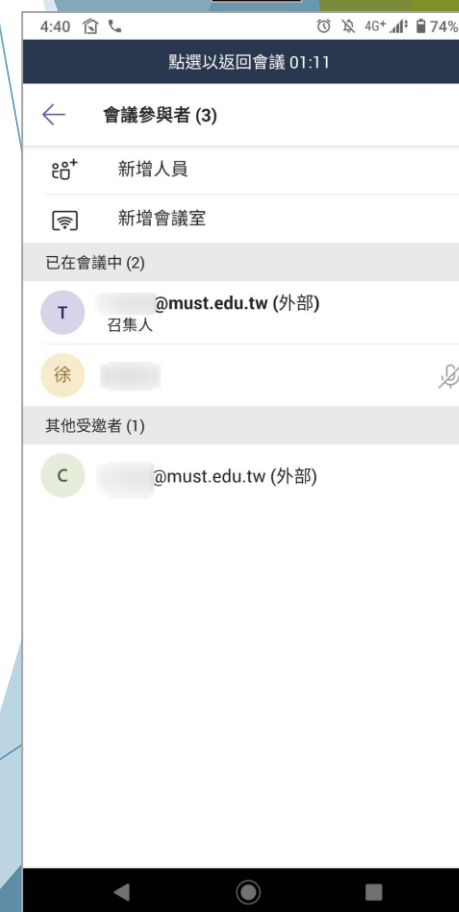 4:40 4G+ 74%
點選以返回會議 01:11
會議參與者 (3)
新增人員
新增會議室
已在會議中 (2)
T
@must.edu.tw (外部)
召集人
徐
其他受邀者 (1)
C
@must.edu.tw (外部)